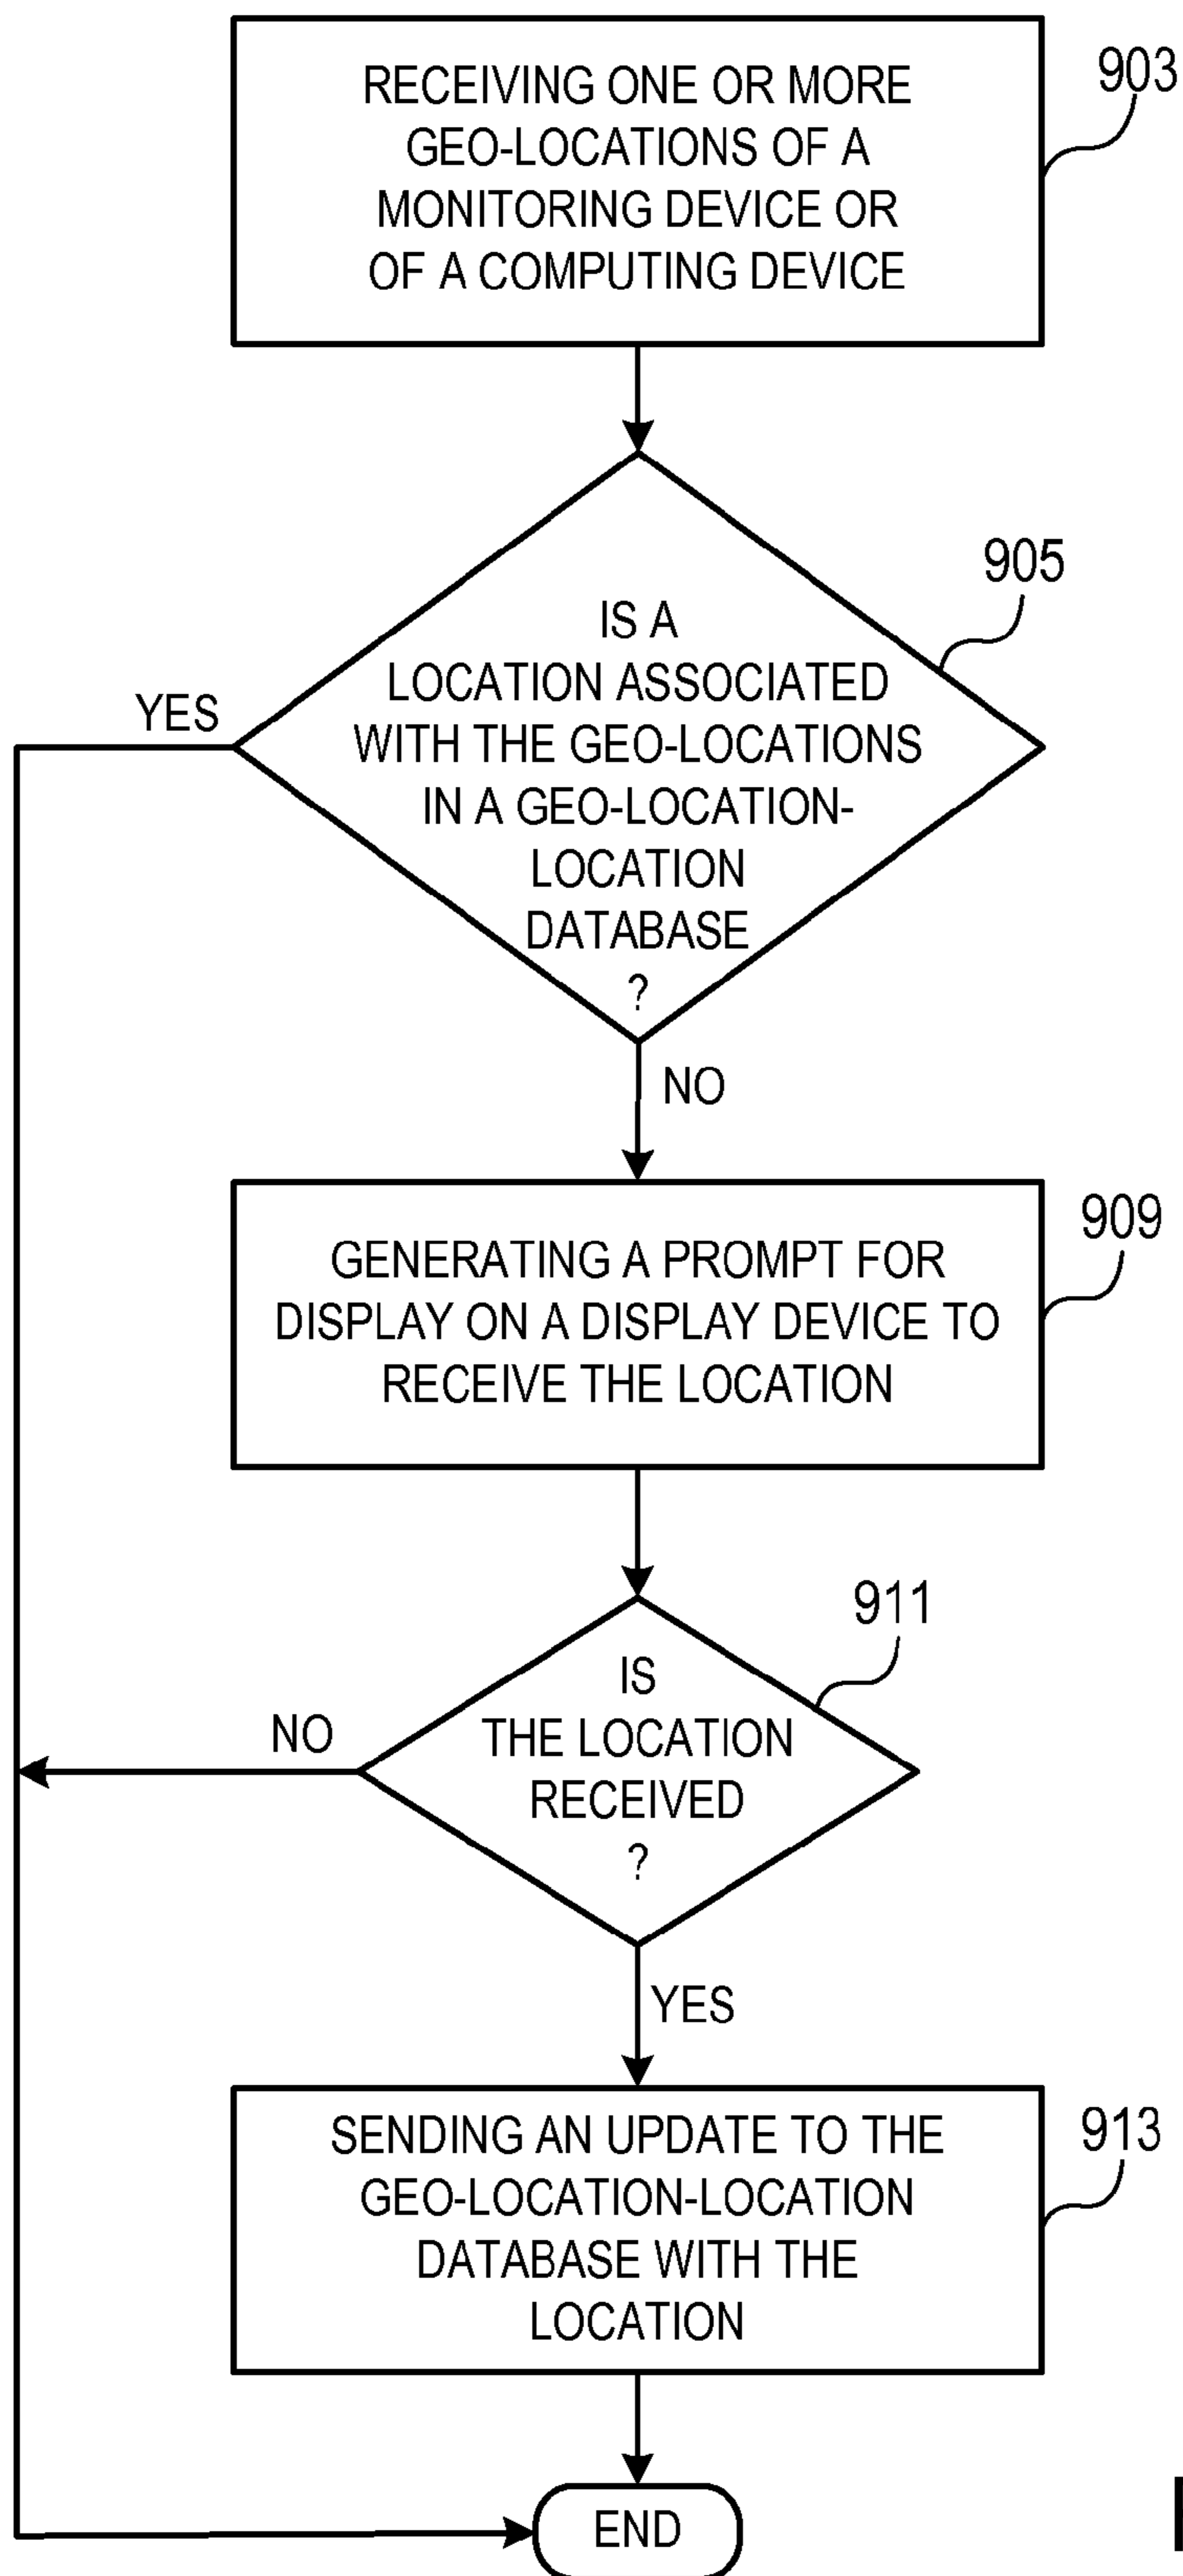 RECEIVING ONE OR MORE
GEO-LOCATIONS OF A
MONITORING DEVICE OR
OF A COMPUTING DEVICE
903
905
IS A
LOCATION ASSOCIATED
WITH THE GEO-LOCATIONS
IN A GEO-LOCATION-
LOCATION
DATABASE
?
YES
NO
909
GENERATING A PROMPT FOR
DISPLAY ON A DISPLAY DEVICE TO
RECEIVE THE LOCATION
911
IS
THE LOCATION
RECEIVED
?
NO
YES
913
SENDING AN UPDATE TO THE
GEO-LOCATION-LOCATION
DATABASE WITH THE
LOCATION
END